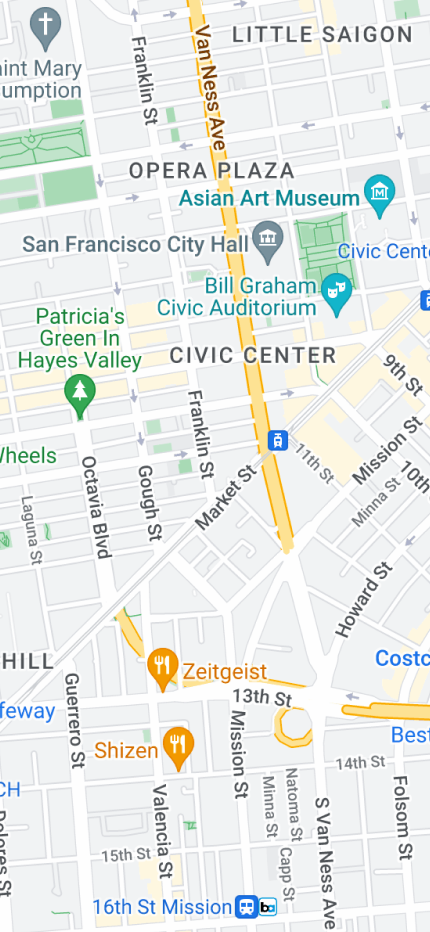 LITTLE SAIGON
Franklin St
Van Ness Ave
aint Mary
sumption
OPERA PLAZA
Asian Art Museum
San Francisco City Hall
Civic Cente
Bill Graham
Civic Auditorium
Patricia's
Green In
Hayes Valley
CIVIC CENTER
9th St
Franklin St
Wheels
11th St
Mission St
10th
Market St
Minna St
Octavia Blvd
Gough St
Laguna St
Howard St
HILL
Zeitgeist
Costc
Guerrero St
13th St
feway
Mission St
Best
Shizen
14th St
CH
Natoma St
Minna St
Valencia St
S Van Ness Ave
Folsom St
Dolores St
15th St
Capp St
16th St Mission
ba